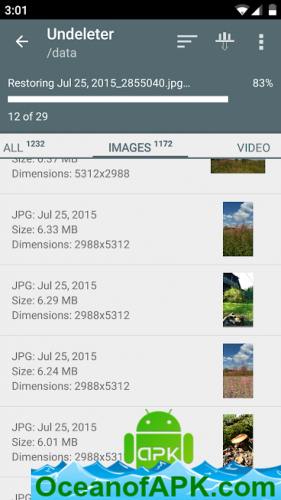 3:01
Undeleter
/data
Restoring Jul 25, 2015_2855040.jpg... 83%
12 of 29
ALL 1232 IMAGES 1172 VIDEO
Size: 6.37 MB
Dimensions: 5312x2988
JPG: Jul 25, 2015
Size: 6.33 MB
Dimensions: 2988x5312
JPG: Jul 25, 2015
Size: 6.29 MB
Dimensions: 2988x5312
JPG: Jul 25, 2015
Size: 6.24 MB
Dimensions: 2988x5312
JPG: Jul 25, 2015
Size: 6.01 MB
Dimensions: 2988x5312
APK
OceanofAPK.com